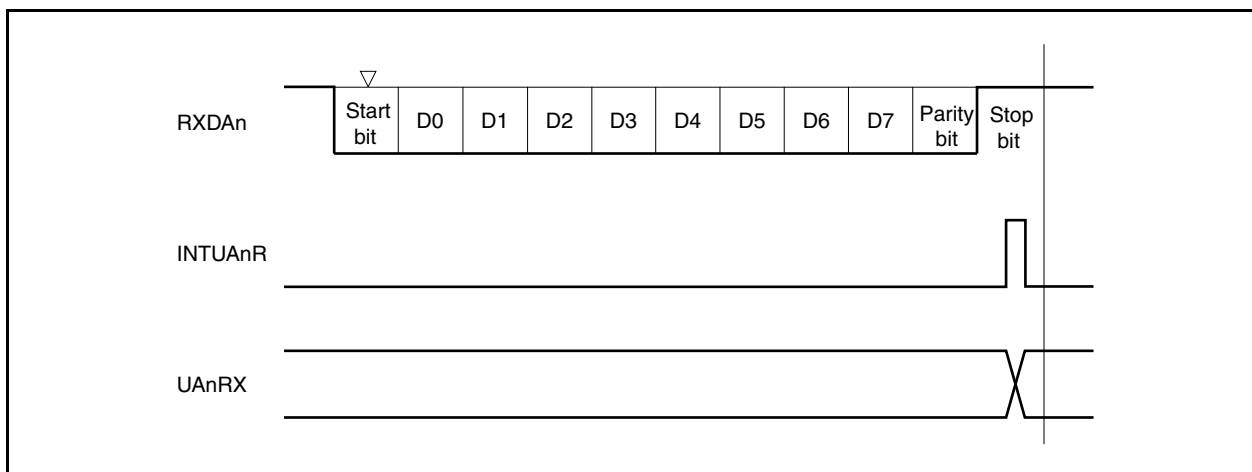 RXDAn
Start
bit
D0
D1
D2
D3
D4
D5
D6
D7
Parity
bit
Stop
bit
INTUAnR
UAnRX